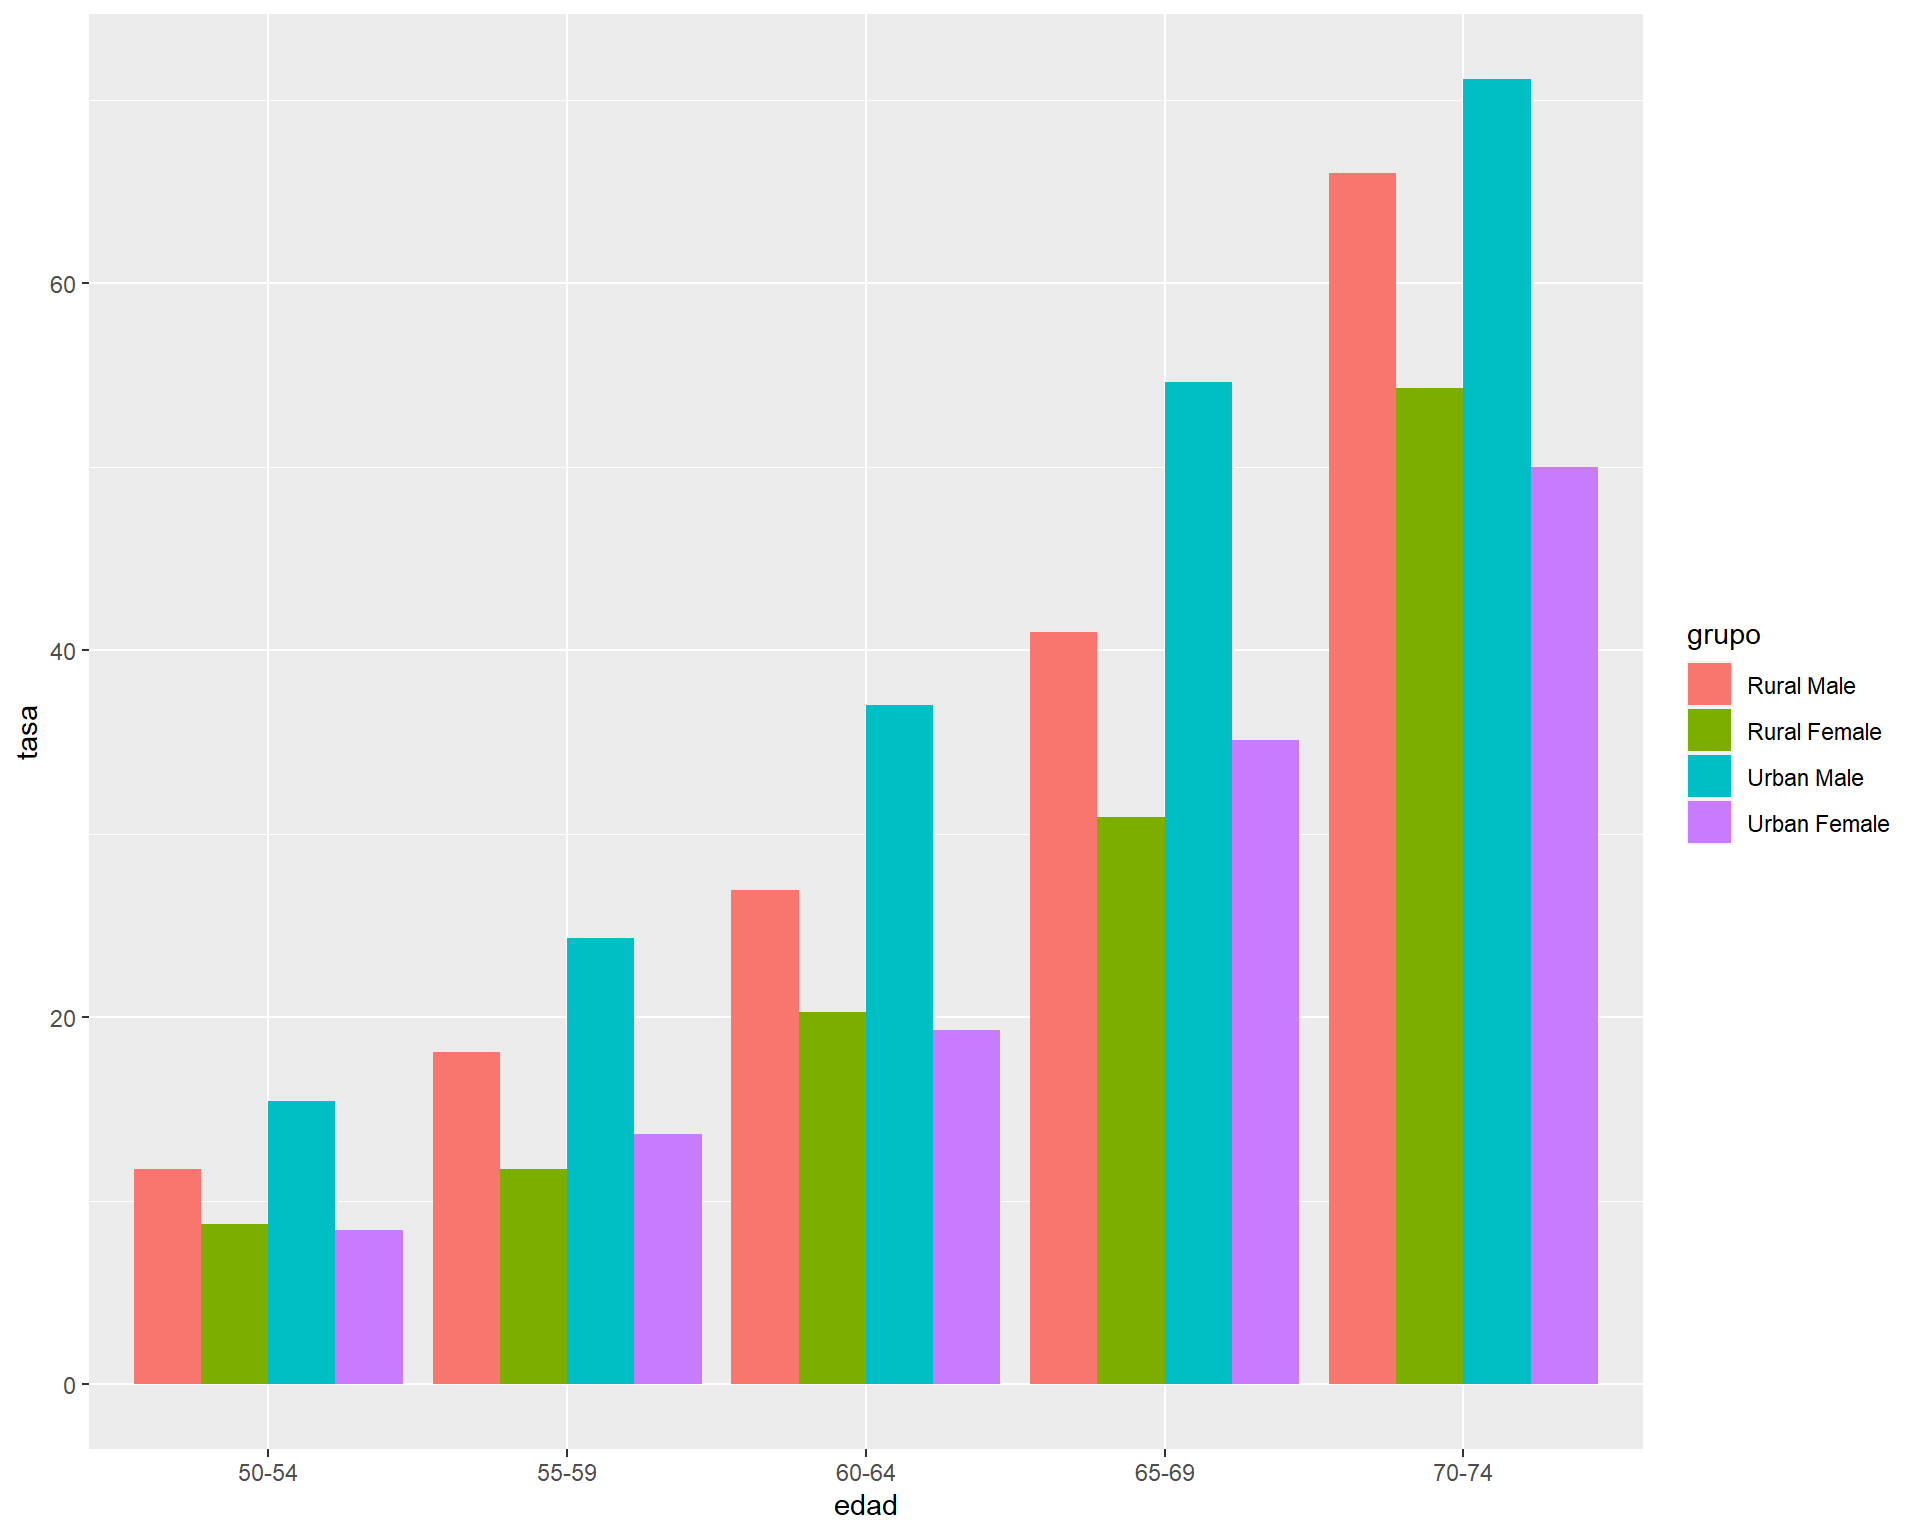 tasa
60
40
20
0
50-54
55-59
60-64
65-69
70-74
edad
grupo
Rural Male
Rural Female
Urban Male
Urban Female